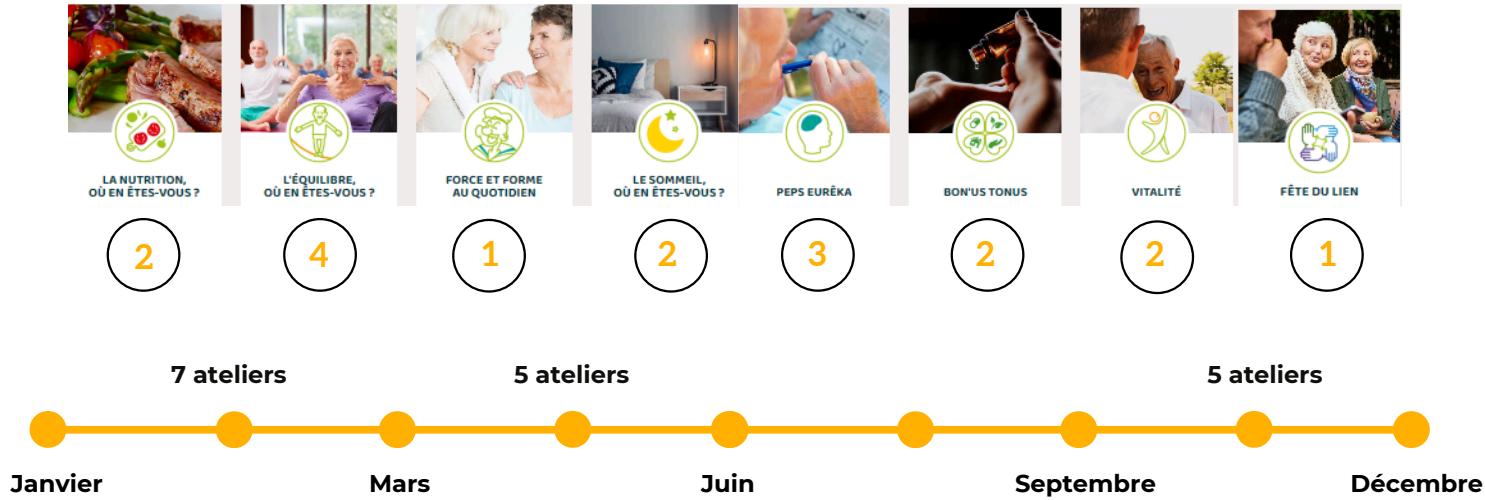 LA NUTRITION,
OÙ EN ÊTES-VOUS ?
L'ÉQUILIBRE,
OÙ EN ÊTES-VOUS ?
FORCE ET FORME
AU QUOTIDIEN
LE SOMMEIL,
OÙ EN ÊTES-VOUS ?
PEPS EURÊKA
BON'US TONUS
VITALITÉ
FÊTE DU LIEN
2
4
1
2
3
2
2
1
7 ateliers
5 ateliers
5 ateliers
Janvier
Mars
Juin
Septembre
Décembre